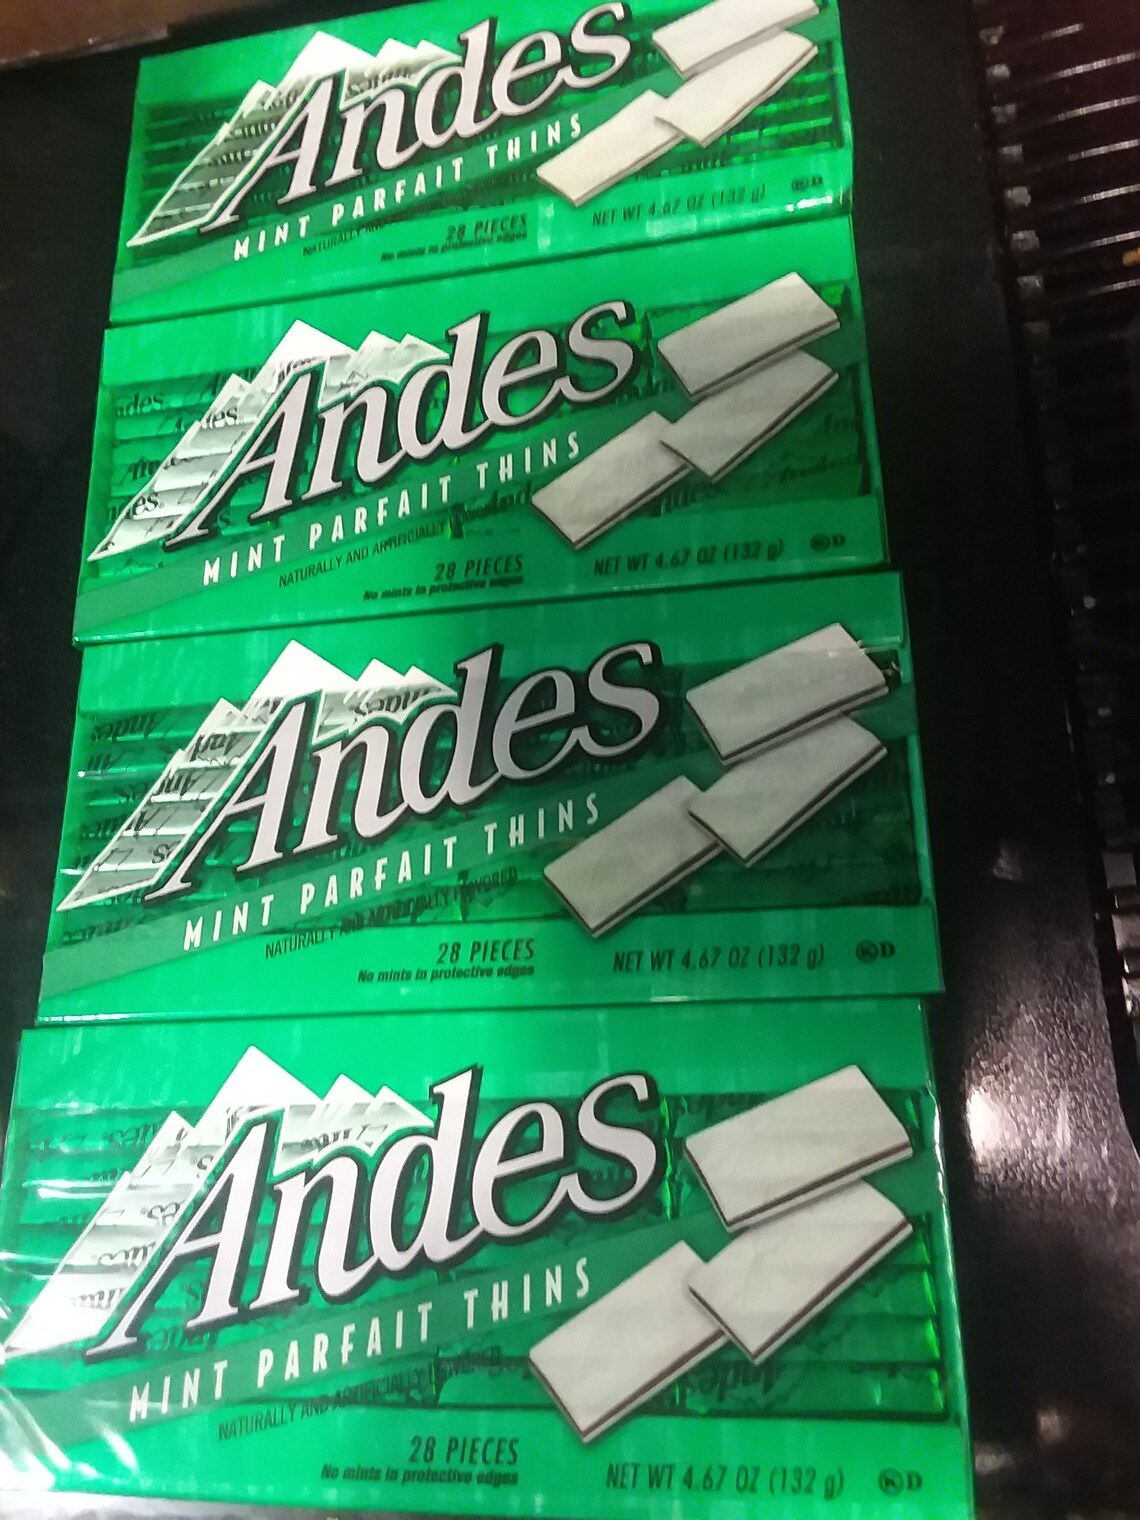 Andes
MINT PARFAIT THINS
NATURALLY AND
28 PIECES
No mints in protective edges
NET WT 4.67 OZ (132 g)
K D
Andes
MINT PARFAIT THINS
NATURALLY AND ARTIFICIALLY
28 PIECES
No mints in protective edges
NET WT 4.67 OZ (132 g)
K D
Andes
MINT PARFAIT THINS
NATURALLY AND ARTIFICIALLY FLAVORED
28 PIECES
No mints in protective edges
NET WT 4.67 OZ (132 g)
K D
Andes
MINT PARFAIT THINS
NATURALLY AND ARTIFICIALLY FLAVORED
28 PIECES
No mints in protective edges
NET WT 4.67 OZ (132 g)
K D